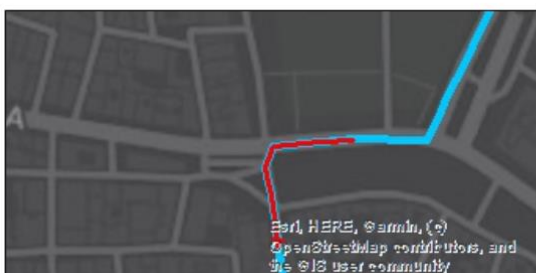 A
Esri, HERE, Garmin, (c)
OpenStreetMap contributors, and
the GIS user community